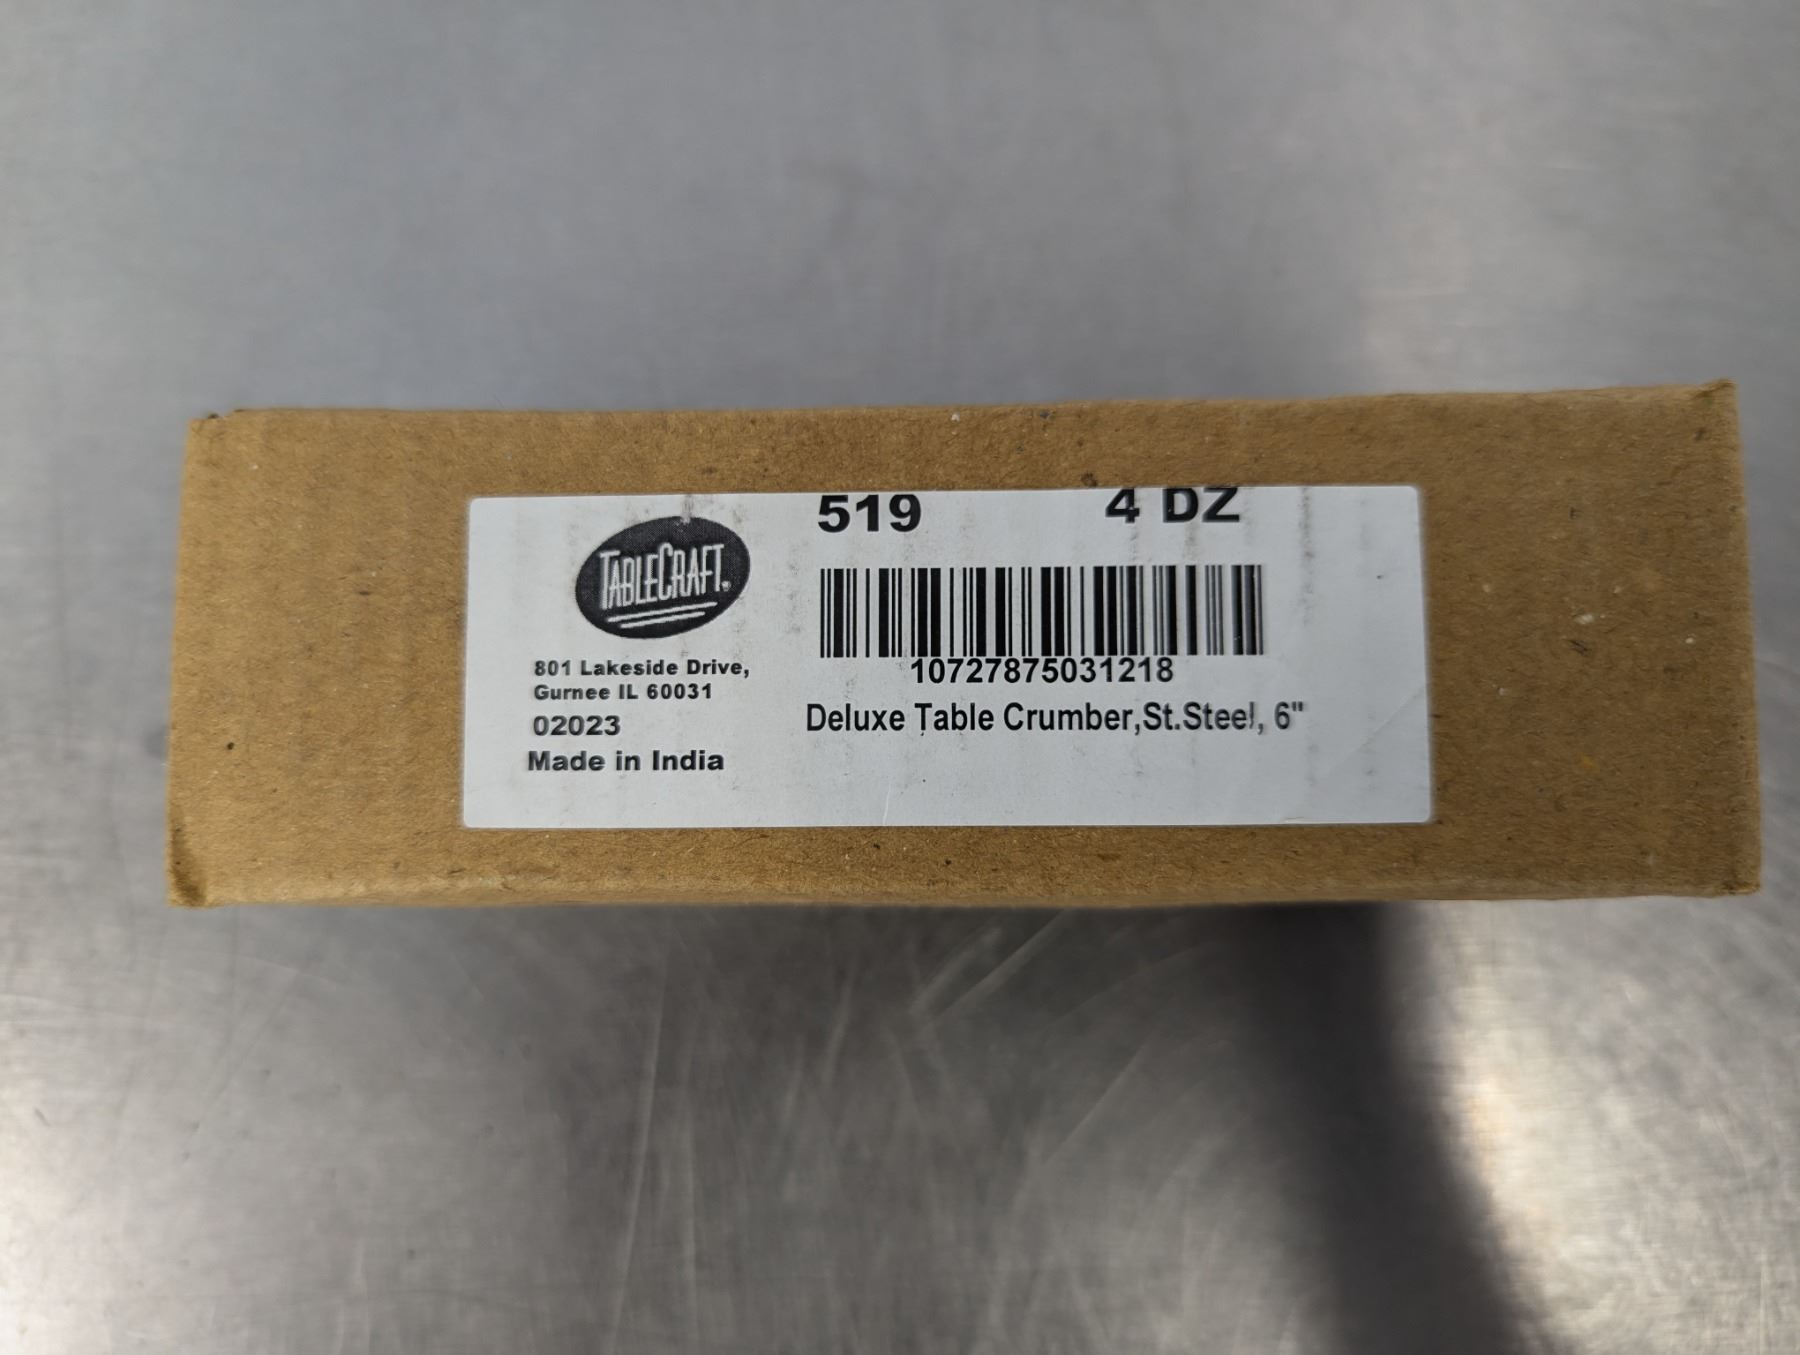 519 4 DZ
TABLECRAFT®
10727875031218
801 Lakeside Drive,
Gurnee IL 60031
02023
Made in India
Deluxe Table Crumber,St.Steel, 6"